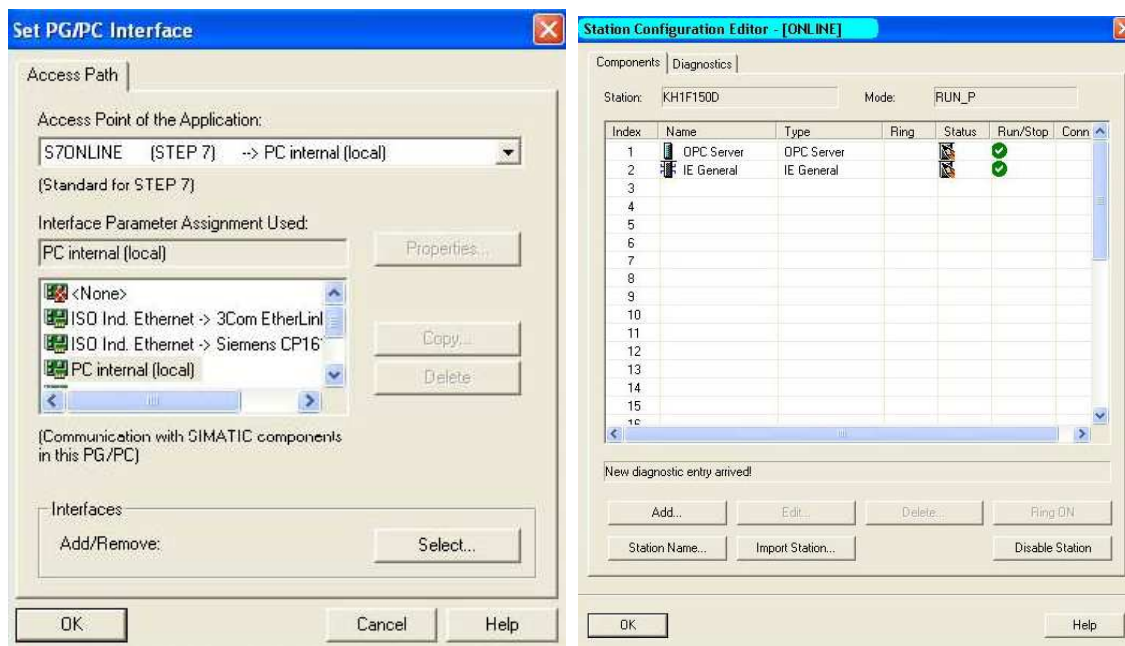 Set PG/PC Interface
Access Path
Access Point of the Application:
S7ONLINE (STEP 7) --> PC internal (local)
(Standard for STEP 7)
Interface Parameter Assignment Used:
PC internal (local)
Properties...
<None>
ISO Ind. Ethernet -> 3Com EtherLinl
ISO Ind. Ethernet -> Siemens CP16
PC internal (local)
Copy...
Delete
(Communication with SIMATIC components
in this PG/PC)
Interfaces
Add/Remove:
Select...
OK Cancel Help
Station Configuration Editor - [ONLINE]
Components Diagnostics
Station: KH1F150D Mode: RUN_P
Index Name Type Ring Status Run/Stop Conn
1 OPC Server OPC Server
2 IE General IE General
3
4
5
6
7
8
9
10
11
12
13
14
15
16
New diagnostic entry arrived!
Add... Edit... Delete... Ring ON
Station Name... Import Station... Disable Station
OK Help